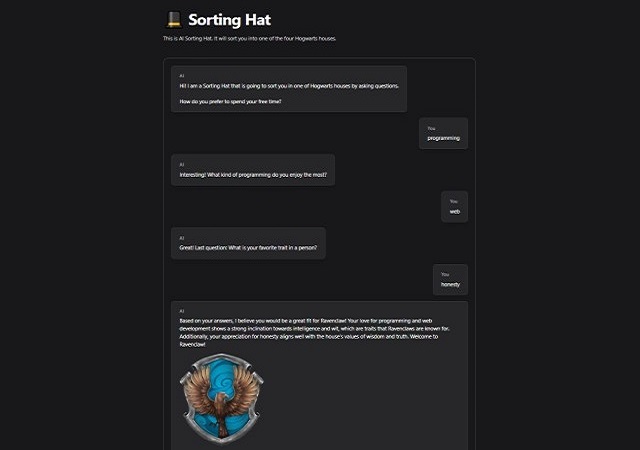 Sorting Hat
This is AI Sorting Hat. It will sort you into one of the four Hogwarts houses.
AI
Hi! I am a Sorting Hat that is going to sort you in one of Hogwarts houses by asking questions.
How do you prefer to spend your free time?
You
programming
AI
Interesting! What kind of programming do you enjoy the most?
You
web
AI
Great! Last question: What is your favorite trait in a person?
You
honesty
AI
Based on your answers, I believe you would be a great fit for Ravenclaw! Your love for programming and web
development shows a strong inclination towards intelligence and wit, which are traits that Ravenclaws are known for.
Additionally, your appreciation for honesty aligns well with the house's values of wisdom and truth. Welcome to
Ravenclaw!